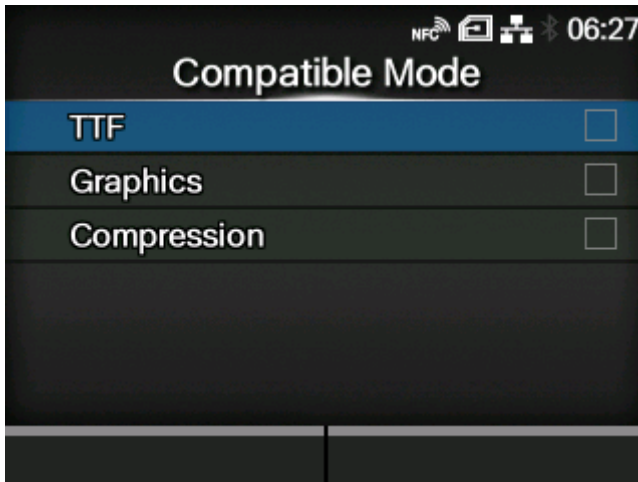 NFC 06:27
Compatible Mode
TTF
Graphics
Compression